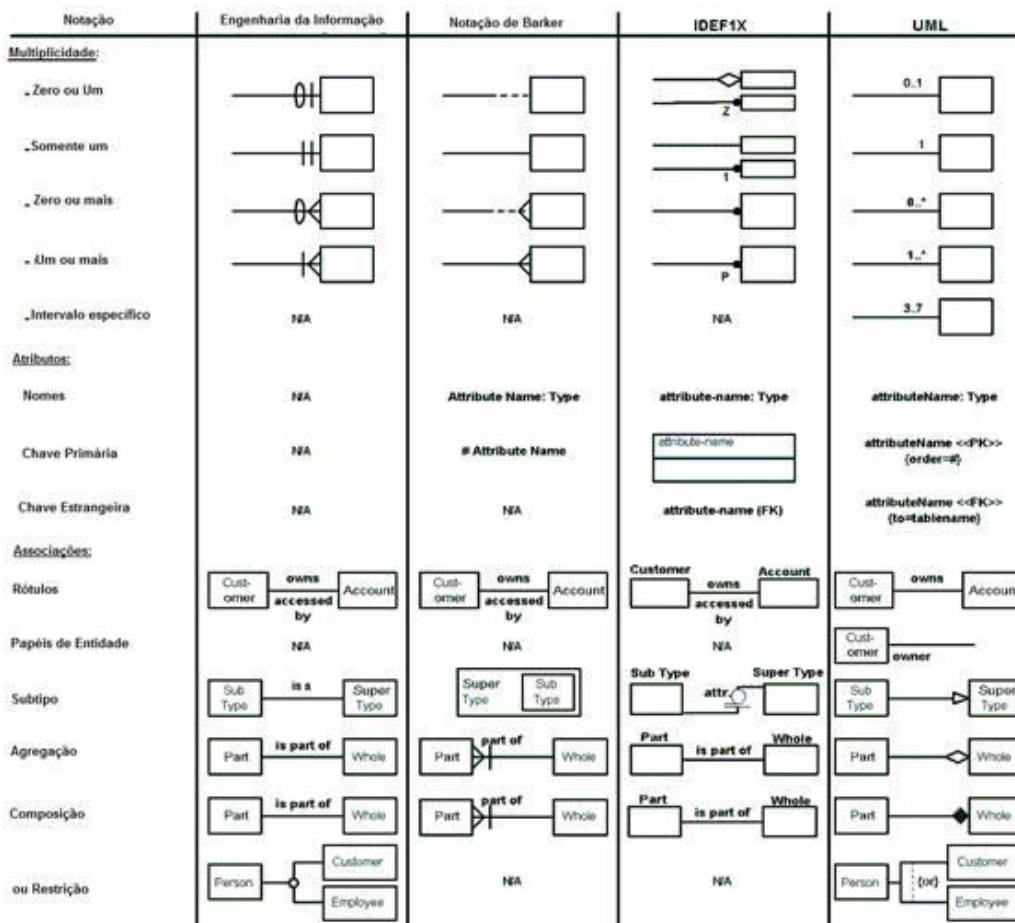 Notação
Engenharia da Informação
Notação de Barker
IDEF1X
UML
Multiplicidade:
Zero ou Um
Z
0..1
Somente um
1
1
Zero ou mais
0..*
Um ou mais
P
1..*
Intervalo específico
N/A
N/A
N/A
3..7
Atributos:
Nomes
N/A
Attribute Name: Type
attribute-name: Type
attributeName: Type
Chave Primária
N/A
# Attribute Name
attribute-name
attributeName <<PK>>
{order=#}
Chave Estrangeira
N/A
N/A
attribute-name (FK)
attributeName <<FK>>
{to=tablename}
Associações:
Rótulos
Cust-
omer
owns
accessed
by
Account
Cust-
omer
owns
accessed
by
Account
Customer
owns
accessed
by
Account
Cust-
omer
owns
Account
Papéis de Entidade
N/A
N/A
N/A
Cust-
omer
owner
Subtipo
Sub
Type
is a
Super
Type
Super
Type
Sub
Type
Sub Type
attr.
Super Type
Sub
Type
Super
Type
Agregação
Part
is part of
Whole
Part
part of
Whole
Part
is part of
Whole
Part
Whole
Composição
Part
is part of
Whole
Part
part of
Whole
Part
is part of
Whole
Part
Whole
ou Restrição
Person
Customer
Employee
N/A
N/A
Person
{or}
Customer
Employee